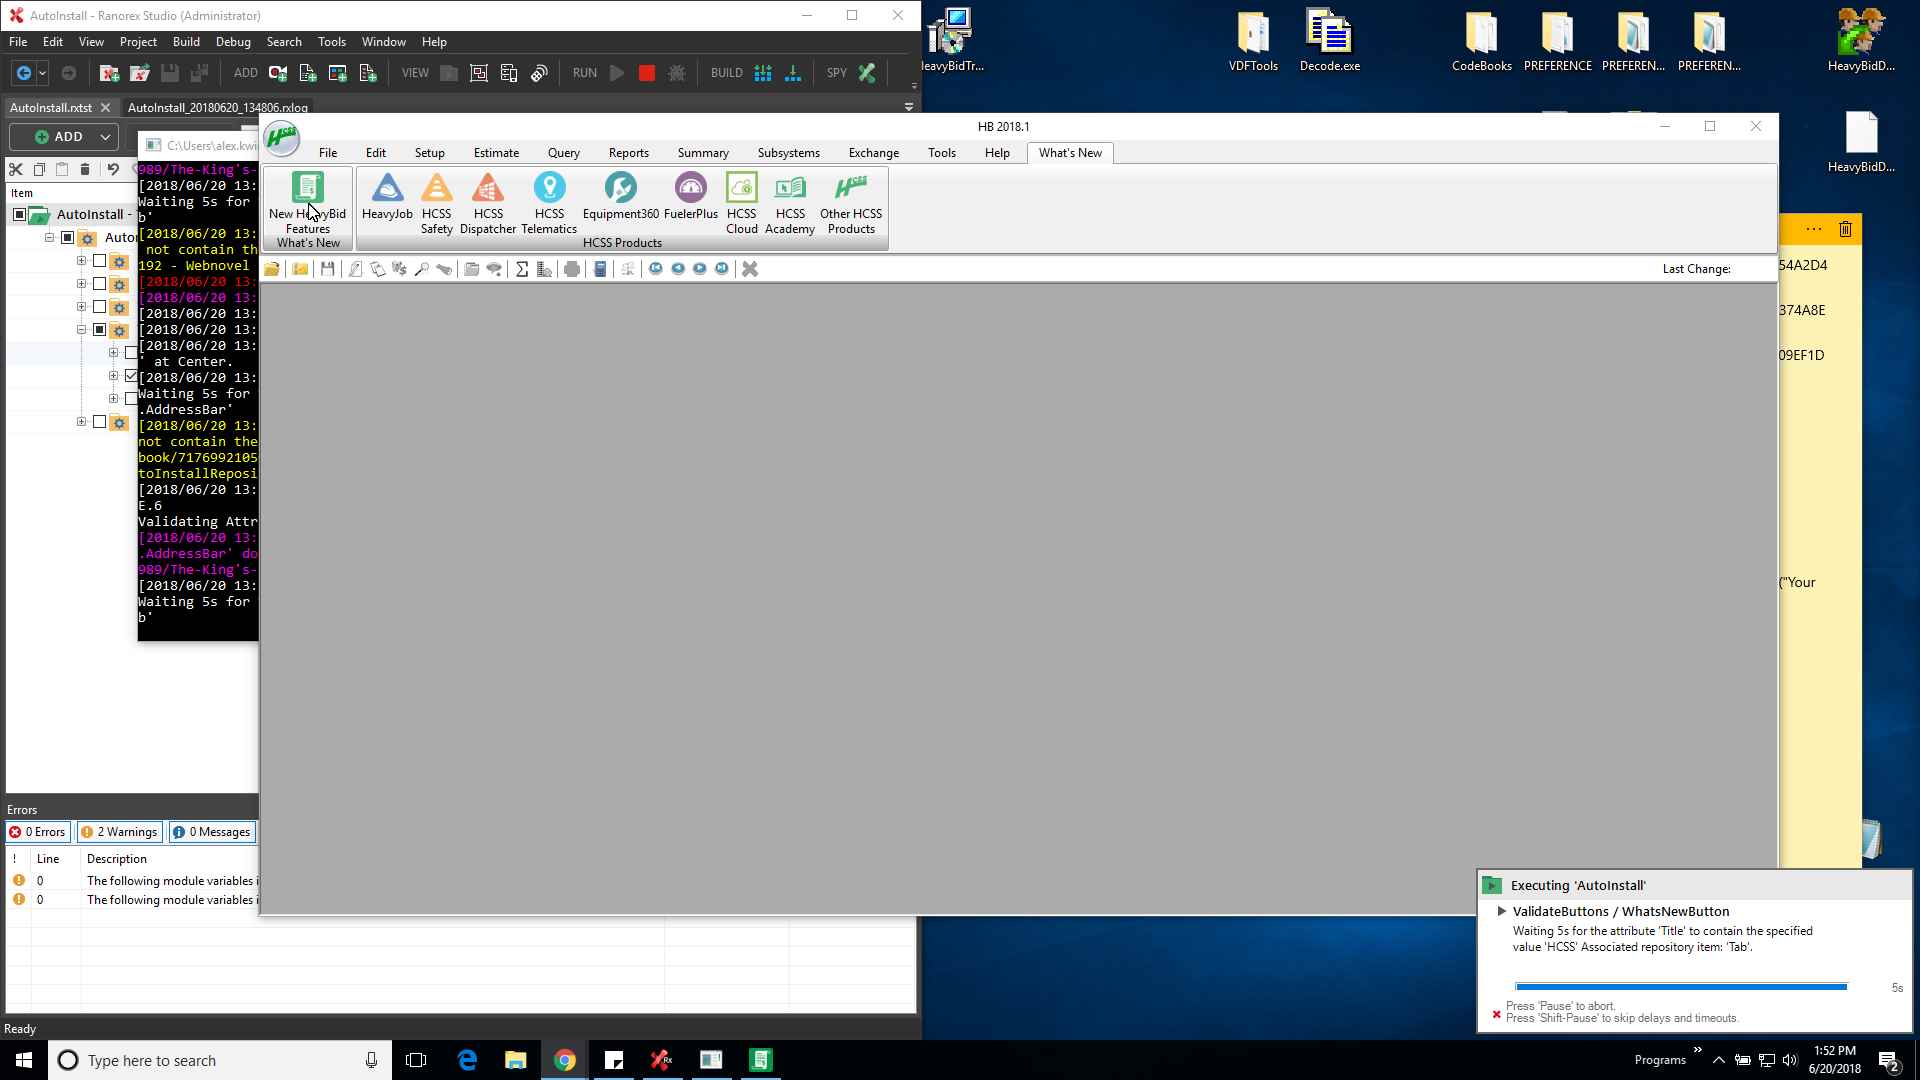 AutoInstall - Ranorex Studio (Administrator)
File Edit View Project Build Debug Search Tools Window Help
ADD VIEW RUN BUILD SPY
AutoInstall.rxtst AutoInstall_20180620_134806.rxlog
ADD
Item
AutoInstall -
Auto
C:\Users\alex.kwi
989/The-King's-
[2018/06/20 13:
Waiting 5s for
b'
[2018/06/20 13:
not contain th
192 - Webnovel
[2018/06/20 13:
[2018/06/20 13:
[2018/06/20 13:
[2018/06/20 13:
[2018/06/20 13:
' at Center.
[2018/06/20 13:
Waiting 5s for
.AddressBar'
[2018/06/20 13:
not contain the
book/7176992105
toInstallReposi
[2018/06/20 13:
E.6
Validating Attr
[2018/06/20 13:
.AddressBar' do
989/The-King's-
[2018/06/20 13:
Waiting 5s for
b'
HB 2018.1
HCSS
File Edit Setup Estimate Query Reports Summary Subsystems Exchange Tools Help What's New
New HeavyBid Features
What's New
HeavyJob
HCSS Safety
HCSS Dispatcher
HCSS Telematics
Equipment360
FuelerPlus
HCSS Cloud
HCSS Academy
HCSS
Other HCSS Products
HCSS Products
Last Change:
eavyBidTr...
VDFTools
Decode.exe
CodeBooks
PREFERENCE
PREFEREN...
PREFEREN...
HeavyBidD...
HeavyBidD...
54A2D4
374A8E
09EF1D
("Your
Errors
0 Errors 2 Warnings 0 Messages
! Line Description
0 The following module variables i
0 The following module variables i
Ready
Executing 'AutoInstall'
ValidateButtons / WhatsNewButton
Waiting 5s for the attribute 'Title' to contain the specified
value 'HCSS' Associated repository item: 'Tab'.
5s
Press 'Pause' to abort.
Press 'Shift-Pause' to skip delays and timeouts.
Type here to search
Programs
1:52 PM
6/20/2018
2